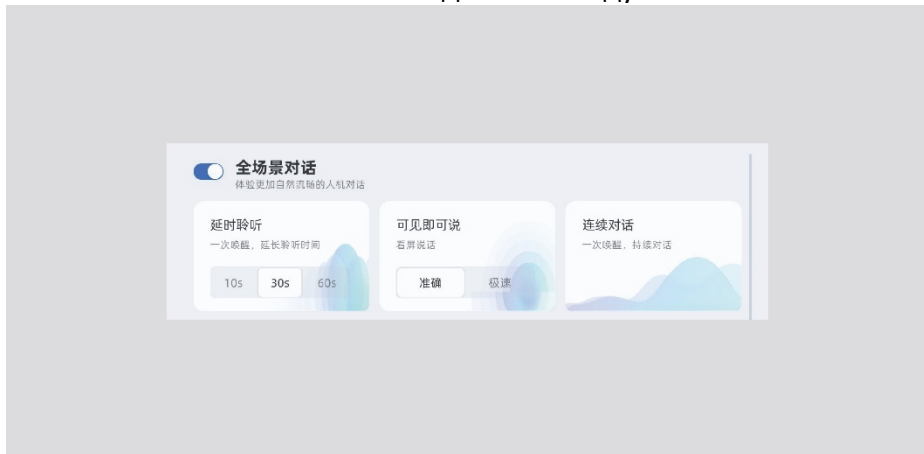 全场景对话
体验更加自然流畅的人机对话
延时聆听
一次唤醒，延长聆听时间
10s 30s 60s
可见即可说
看屏说话
准确 极速
连续对话
一次唤醒，持续对话